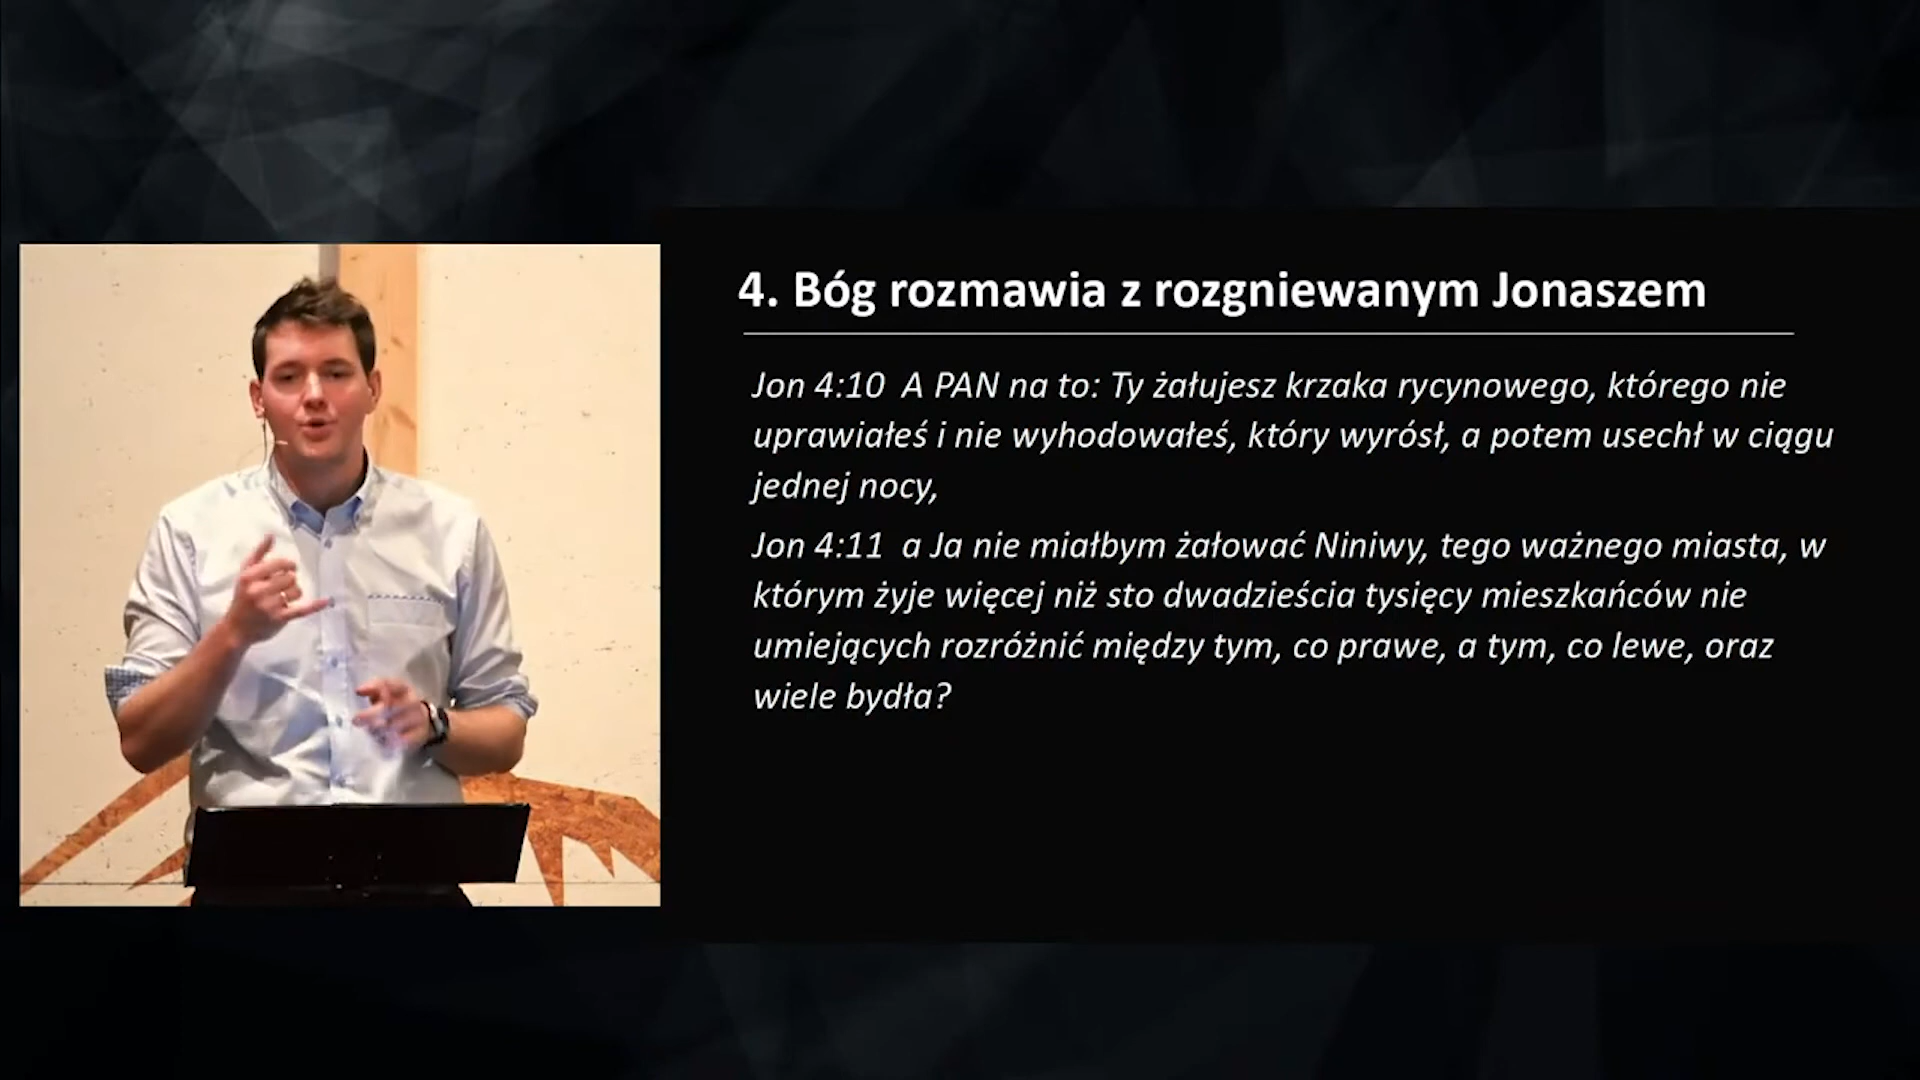 4. Bóg rozmawia z rozgniewanym Jonaszem
Jon 4:10 A PAN na to: Ty żałujesz krzaka rycynowego, którego nie
uprawiałeś i nie wyhodowałeś, który wyrósł, a potem usechł w ciągu
jednej nocy,
Jon 4:11 a Ja nie miałbym żałować Niniwy, tego ważnego miasta, w
którym żyje więcej niż sto dwadzieścia tysięcy mieszkańców nie
umiejących rozróżnić między tym, co prawe, a tym, co lewe, oraz
wiele bydła?